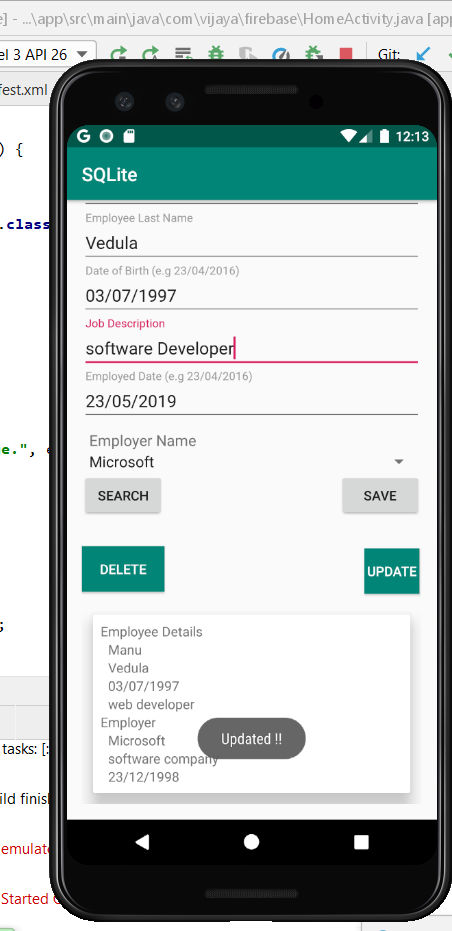 e] - ...\app\src\main\java\com\vijaya\firebase\HomeActivity.java [app
el 3 API 26
Git:
fest.xml
12:13
) {
SQLite
.class
Employee Last Name
Vedula
Date of Birth (e.g 23/04/2016)
03/07/1997
Job Description
software Developer
Employed Date (e.g 23/04/2016)
23/05/2019
Employer Name
e.", e
Microsoft
SEARCH
SAVE
DELETE
UPDATE
;
Employee Details
Manu
Vedula
03/07/1997
web developer
Employer
Microsoft
Updated !!
tasks: [:
software company
23/12/1998
ild finish
emulate
Started